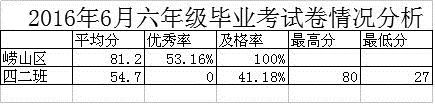 2016年6月六年级毕业考试卷情况分析
平均分 优秀率 及格率 最高分 最低分
崂山区 81.2 53.16% 100%
四二班 54.7 0 41.18% 80 27